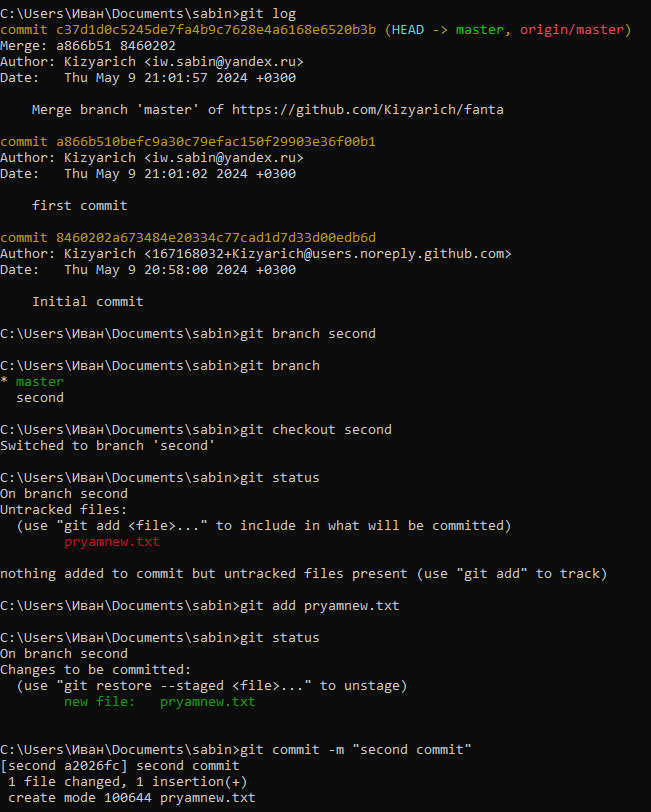 C:\Users\Иван\Documents\sabin>git log
commit c37d1d0c5245de7fa4b9c7628e4a6168e6520b3b (HEAD -> master, origin/master)
Merge: a866b51 8460202
Author: Kizyarich <iw.sabin@yandex.ru>
Date:   Thu May 9 21:01:57 2024 +0300
    Merge branch 'master' of https://github.com/Kizyarich/fanta
commit a866b510befc9a30c79efac150f29903e36f00b1
Author: Kizyarich <iw.sabin@yandex.ru>
Date:   Thu May 9 21:01:02 2024 +0300
    first commit
commit 8460202a673484e20334c77cad1d7d33d00edb6d
Author: Kizyarich <167168032+Kizyarich@users.noreply.github.com>
Date:   Thu May 9 20:58:00 2024 +0300
    Initial commit
C:\Users\Иван\Documents\sabin>git branch second
C:\Users\Иван\Documents\sabin>git branch
* master
  second
C:\Users\Иван\Documents\sabin>git checkout second
Switched to branch 'second'
C:\Users\Иван\Documents\sabin>git status
On branch second
Untracked files:
  (use "git add <file>..." to include in what will be committed)
        pryamnew.txt
nothing added to commit but untracked files present (use "git add" to track)
C:\Users\Иван\Documents\sabin>git add pryamnew.txt
C:\Users\Иван\Documents\sabin>git status
On branch second
Changes to be committed:
  (use "git restore --staged <file>..." to unstage)
        new file:   pryamnew.txt
C:\Users\Иван\Documents\sabin>git commit -m "second commit"
[second a2026fc] second commit
 1 file changed, 1 insertion(+)
 create mode 100644 pryamnew.txt